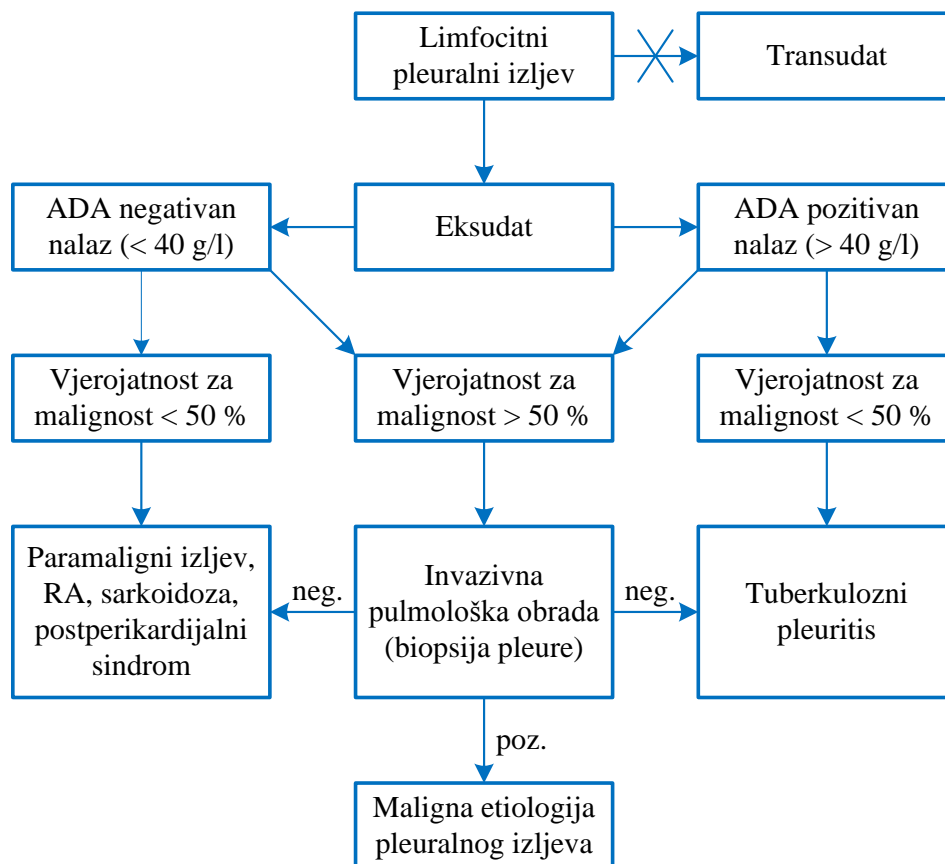 Limfocitni
pleuralni izljev
Transudat
ADA negativan
nalaz (< 40 g/l)
Eksudat
ADA pozitivan
nalaz (> 40 g/l)
Vjerojatnost za
malignost < 50 %
Vjerojatnost za
malignost > 50 %
Vjerojatnost za
malignost < 50 %
Paramaligni izljev,
RA, sarkoidoza,
postperikardijalni
sindrom
neg.
Invazivna
pulmološka obrada
(biopsija pleure)
neg.
Tuberkulozni
pleuritis
poz.
Maligna etiologija
pleuralnog izljeva